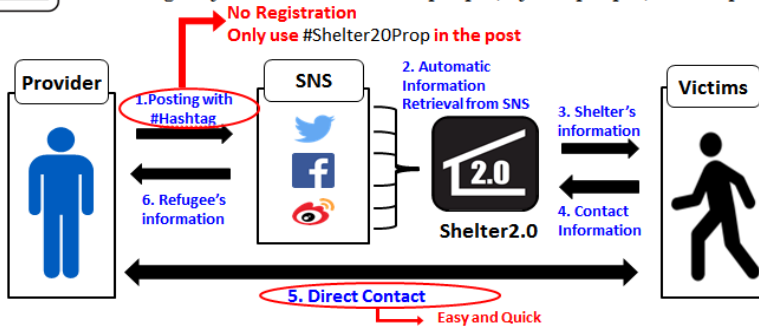 No Registration
Only use #Shelter20Prop in the post
Provider
SNS
Victims
1.Posting with
#Hashtag
2. Automatic
Information
Retrieval from SNS
3. Shelter's
information
2.0
6. Refugee's
information
Shelter2.0
4. Contact
Information
5. Direct Contact
Easy and Quick